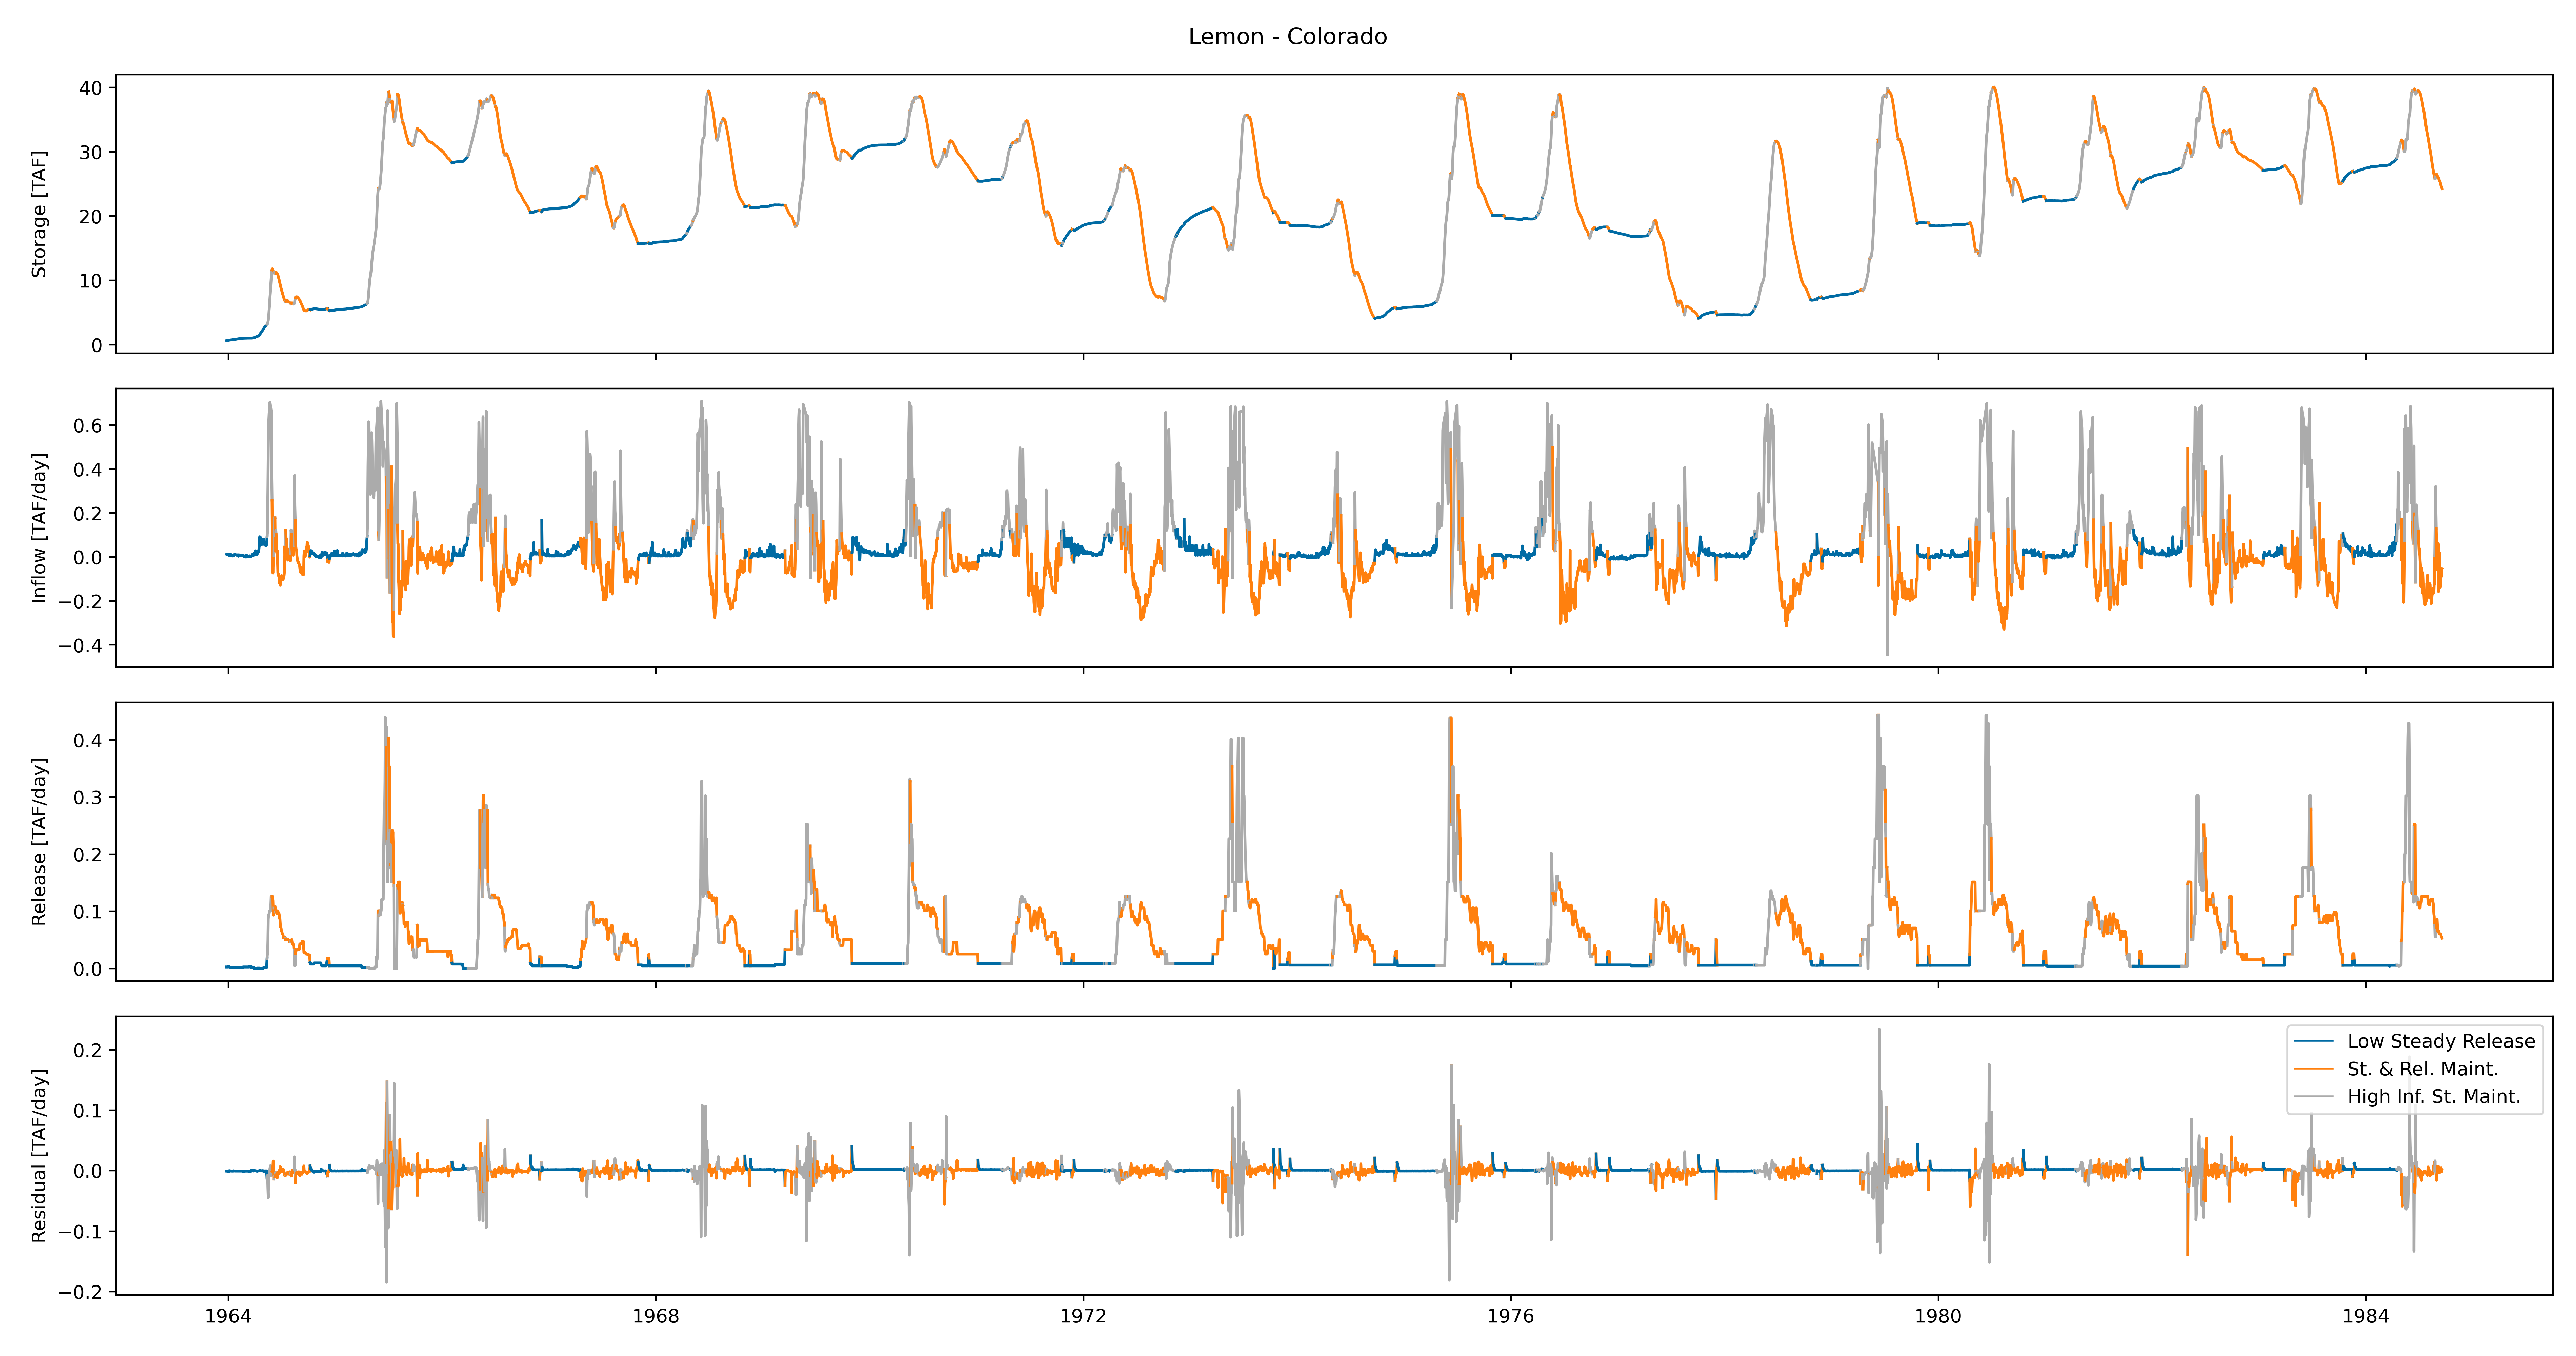 Lemon - Colorado
Storage [TAF]
40
30
20
10
0
Inflow [TAF/day]
0.6
0.4
0.2
0.0
−0.2
−0.4
Release [TAF/day]
0.4
0.3
0.2
0.1
0.0
Residual [TAF/day]
0.2
0.1
0.0
−0.1
−0.2
Low Steady Release
St. & Rel. Maint.
High Inf. St. Maint.
1964 1968 1972 1976 1980 1984